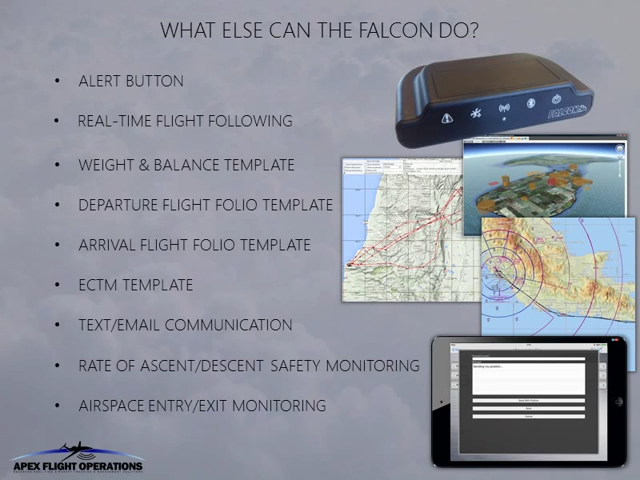 WHAT ELSE CAN THE FALCON DO?
• ALERT BUTTON
• REAL-TIME FLIGHT FOLLOWING
• WEIGHT & BALANCE TEMPLATE
• DEPARTURE FLIGHT FOLIO TEMPLATE
• ARRIVAL FLIGHT FOLIO TEMPLATE
• ECTM TEMPLATE
• TEXT/EMAIL COMMUNICATION
• RATE OF ASCENT/DESCENT SAFETY MONITORING
• AIRSPACE ENTRY/EXIT MONITORING
FALCON
APEX FLIGHT OPERATIONS